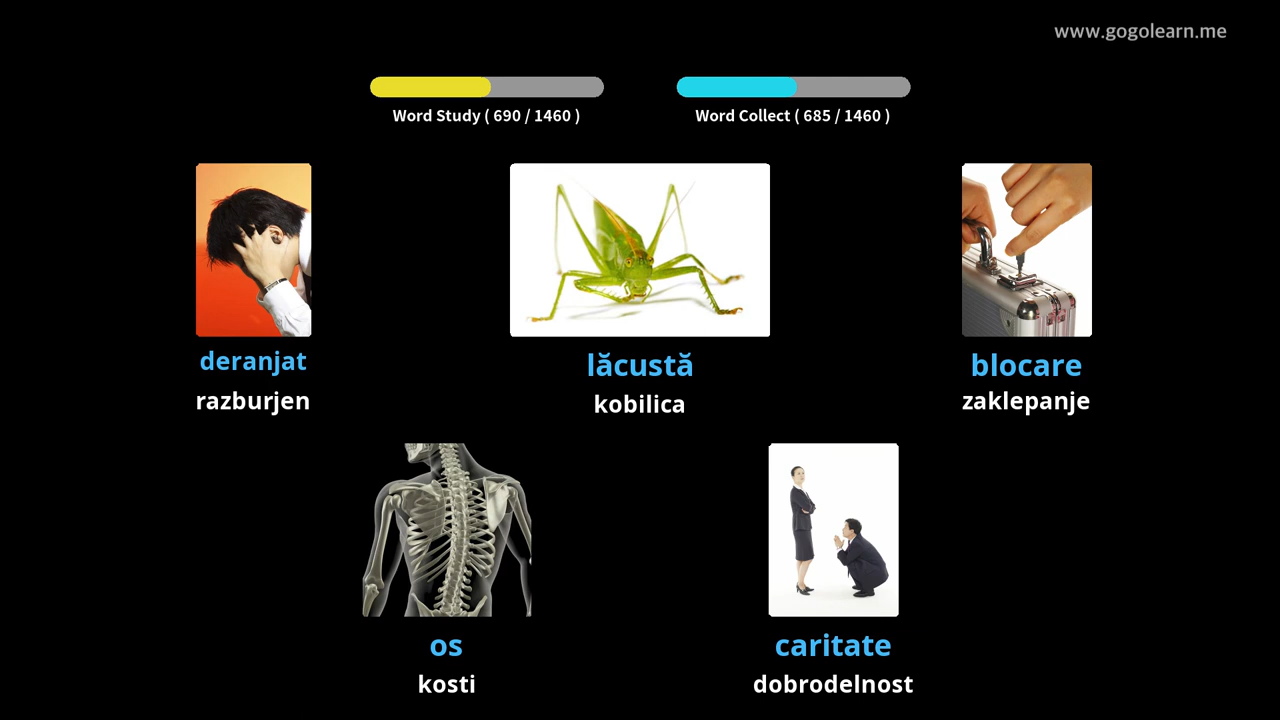 www.gogolearn.me
Word Study ( 690 / 1460 )
Word Collect ( 685 / 1460 )
deranjat
razburjen
lăcustă
kobilica
blocare
zaklepanje
os
kosti
caritate
dobrodelnost